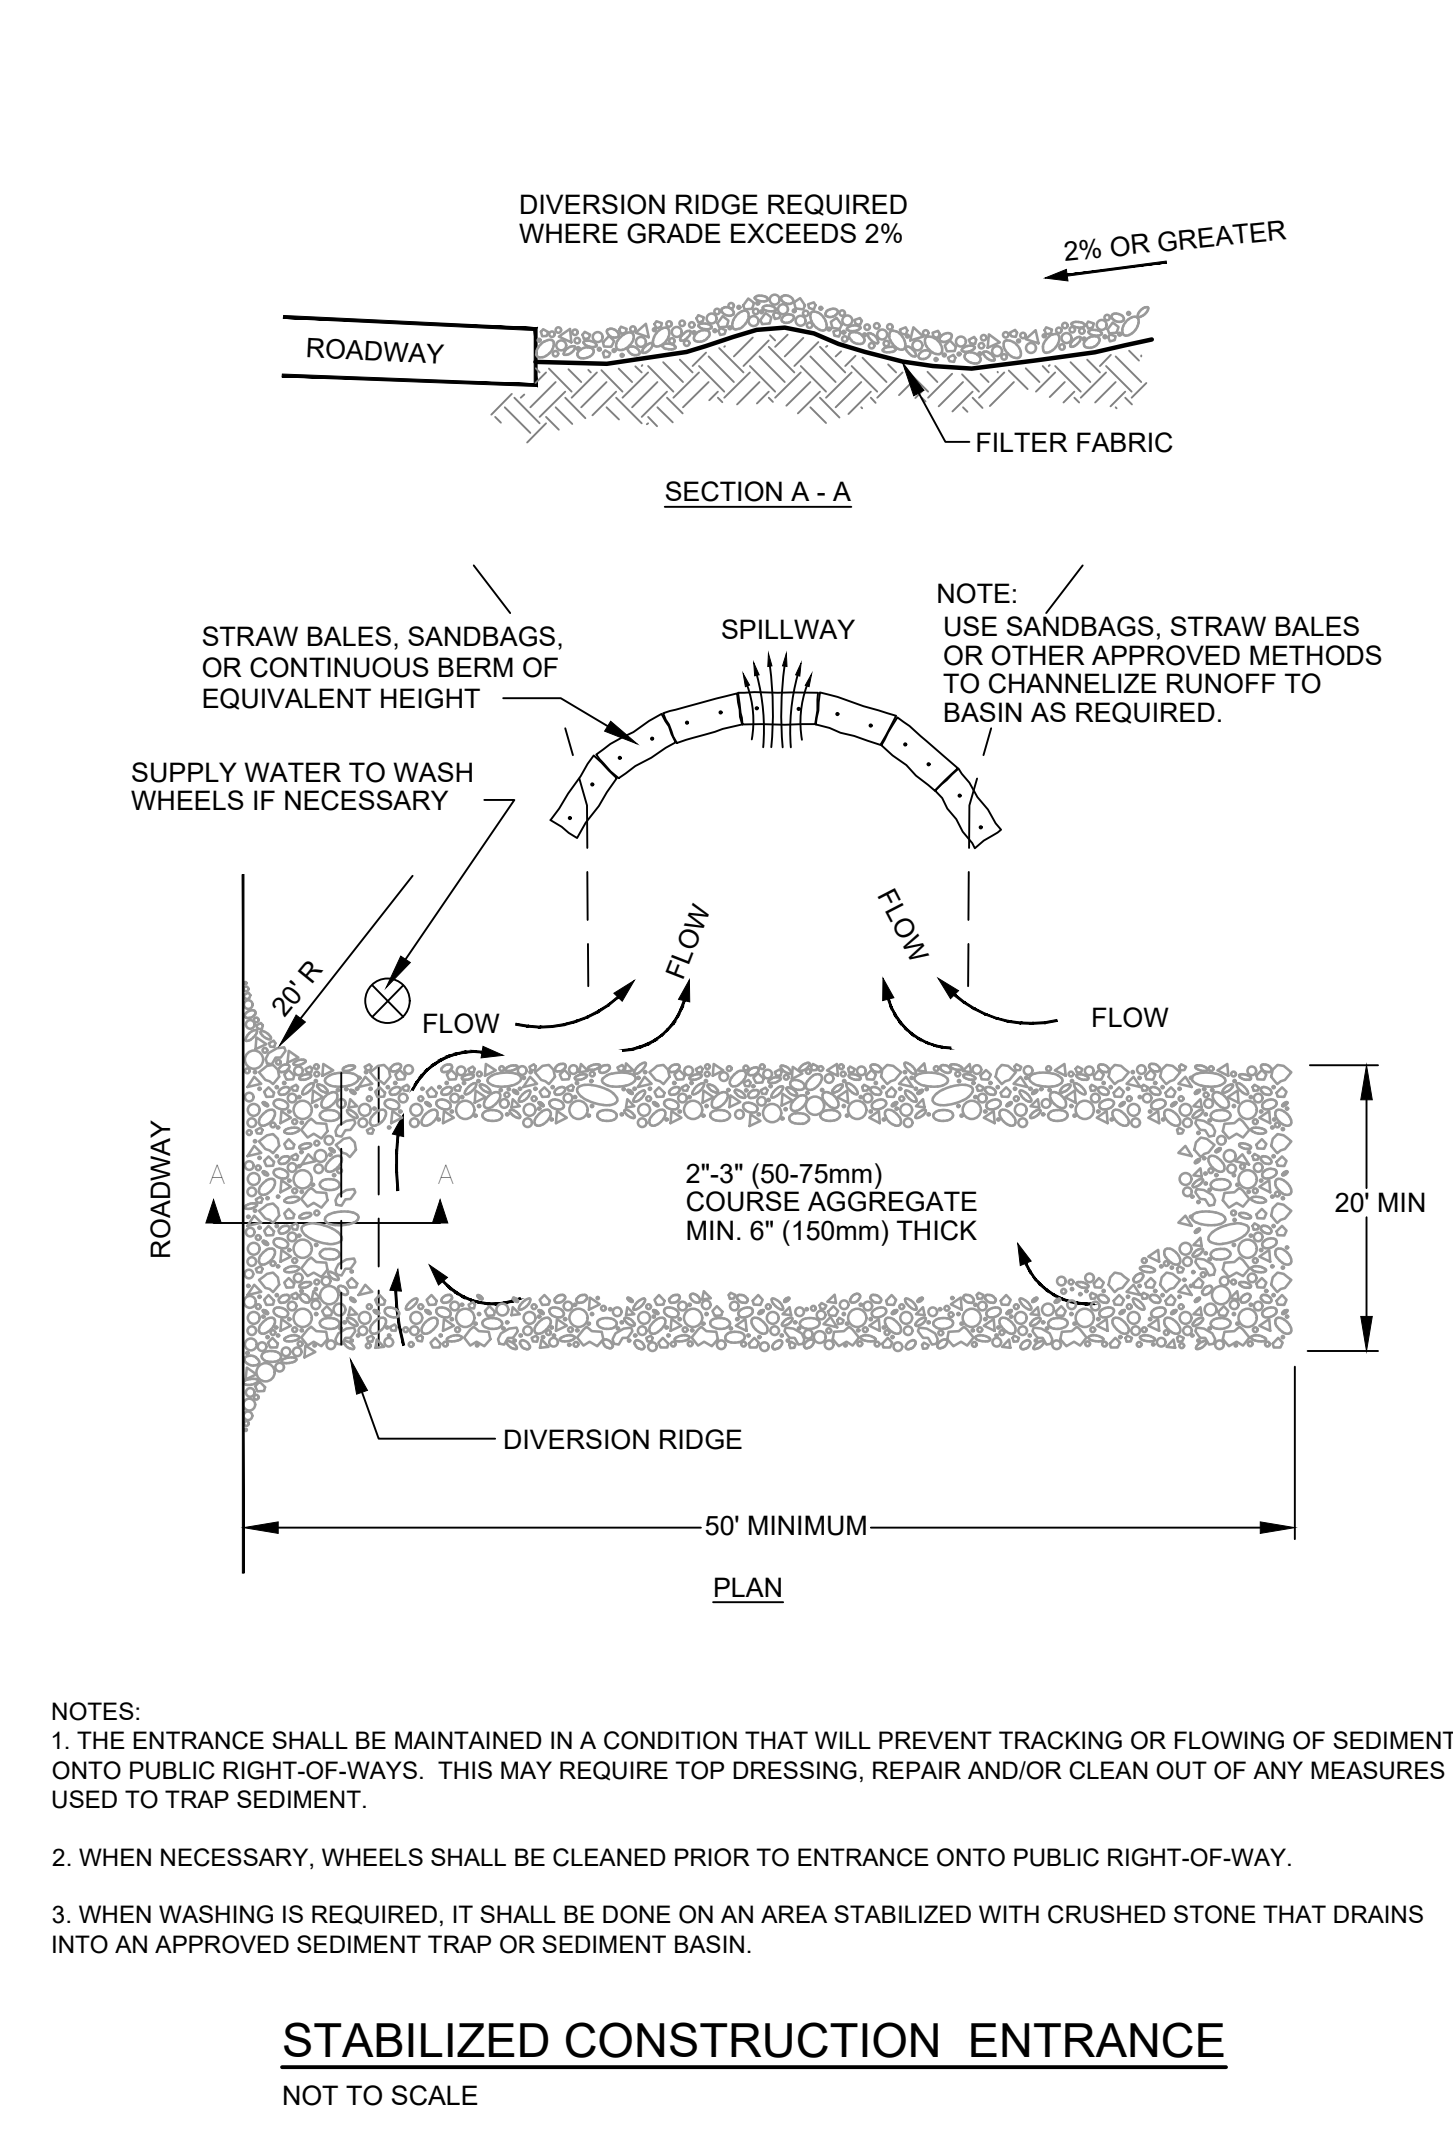 DIVERSION RIDGE REQUIRED
WHERE GRADE EXCEEDS 2%
2% OR GREATER
ROADWAY
FILTER FABRIC
SECTION A - A
STRAW BALES, SANDBAGS,
OR CONTINUOUS BERM OF
EQUIVALENT HEIGHT
SPILLWAY
NOTE:
USE SANDBAGS, STRAW BALES
OR OTHER APPROVED METHODS
TO CHANNELIZE RUNOFF TO
BASIN AS REQUIRED.
SUPPLY WATER TO WASH
WHEELS IF NECESSARY
20' R
FLOW
FLOW
FLOW
FLOW
ROADWAY
A
A
2"-3" (50-75mm)
COURSE AGGREGATE
MIN. 6" (150mm) THICK
20' MIN
DIVERSION RIDGE
50' MINIMUM
PLAN
NOTES:
1. THE ENTRANCE SHALL BE MAINTAINED IN A CONDITION THAT WILL PREVENT TRACKING OR FLOWING OF SEDIMENT
ONTO PUBLIC RIGHT-OF-WAYS.  THIS MAY REQUIRE TOP DRESSING, REPAIR AND/OR CLEAN OUT OF ANY MEASURES
USED TO TRAP SEDIMENT.
2. WHEN NECESSARY, WHEELS SHALL BE CLEANED PRIOR TO ENTRANCE ONTO PUBLIC RIGHT-OF-WAY.
3. WHEN WASHING IS REQUIRED, IT SHALL BE DONE ON AN AREA STABILIZED WITH CRUSHED STONE THAT DRAINS
INTO AN APPROVED SEDIMENT TRAP OR SEDIMENT BASIN.
STABILIZED CONSTRUCTION  ENTRANCE
NOT TO SCALE